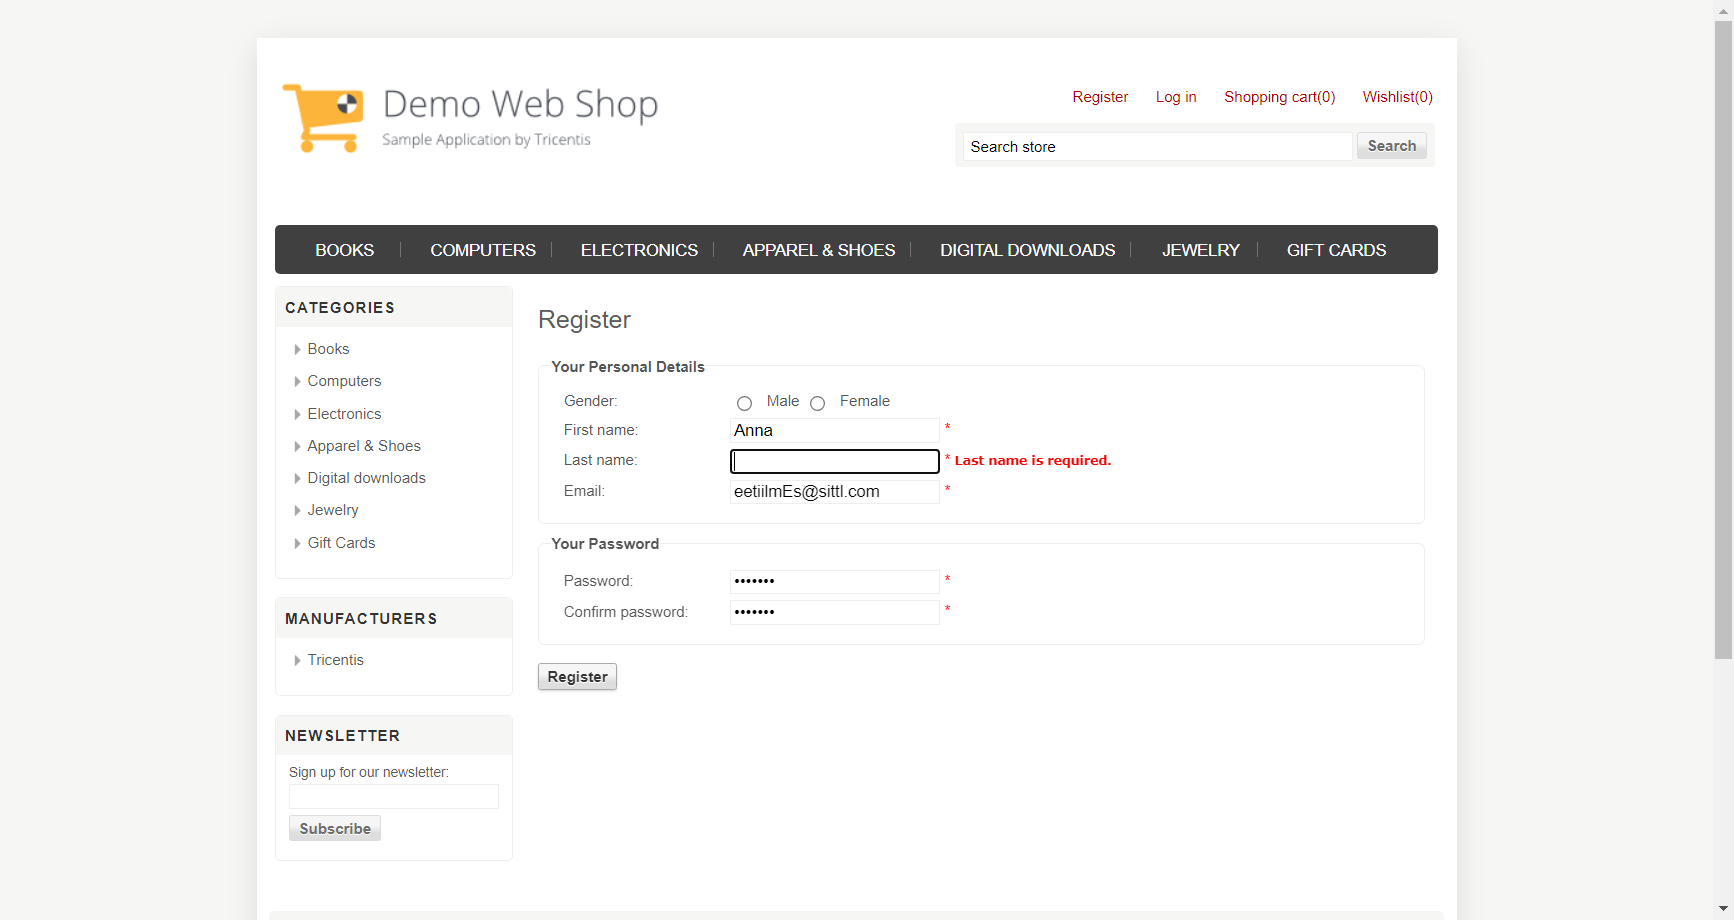 Demo Web Shop
Sample Application by Tricentis
Register Log in Shopping cart(0) Wishlist(0)
Search store Search
BOOKS COMPUTERS ELECTRONICS APPAREL & SHOES DIGITAL DOWNLOADS JEWELRY GIFT CARDS
CATEGORIES
Books
Computers
Electronics
Apparel & Shoes
Digital downloads
Jewelry
Gift Cards
MANUFACTURERS
Tricentis
NEWSLETTER
Sign up for our newsletter:
Subscribe
Register
Your Personal Details
Gender: Male Female
First name: Anna *
Last name: * Last name is required.
Email: eetiilmEs@sittl.com *
Your Password
Password: ••••••• *
Confirm password: ••••••• *
Register